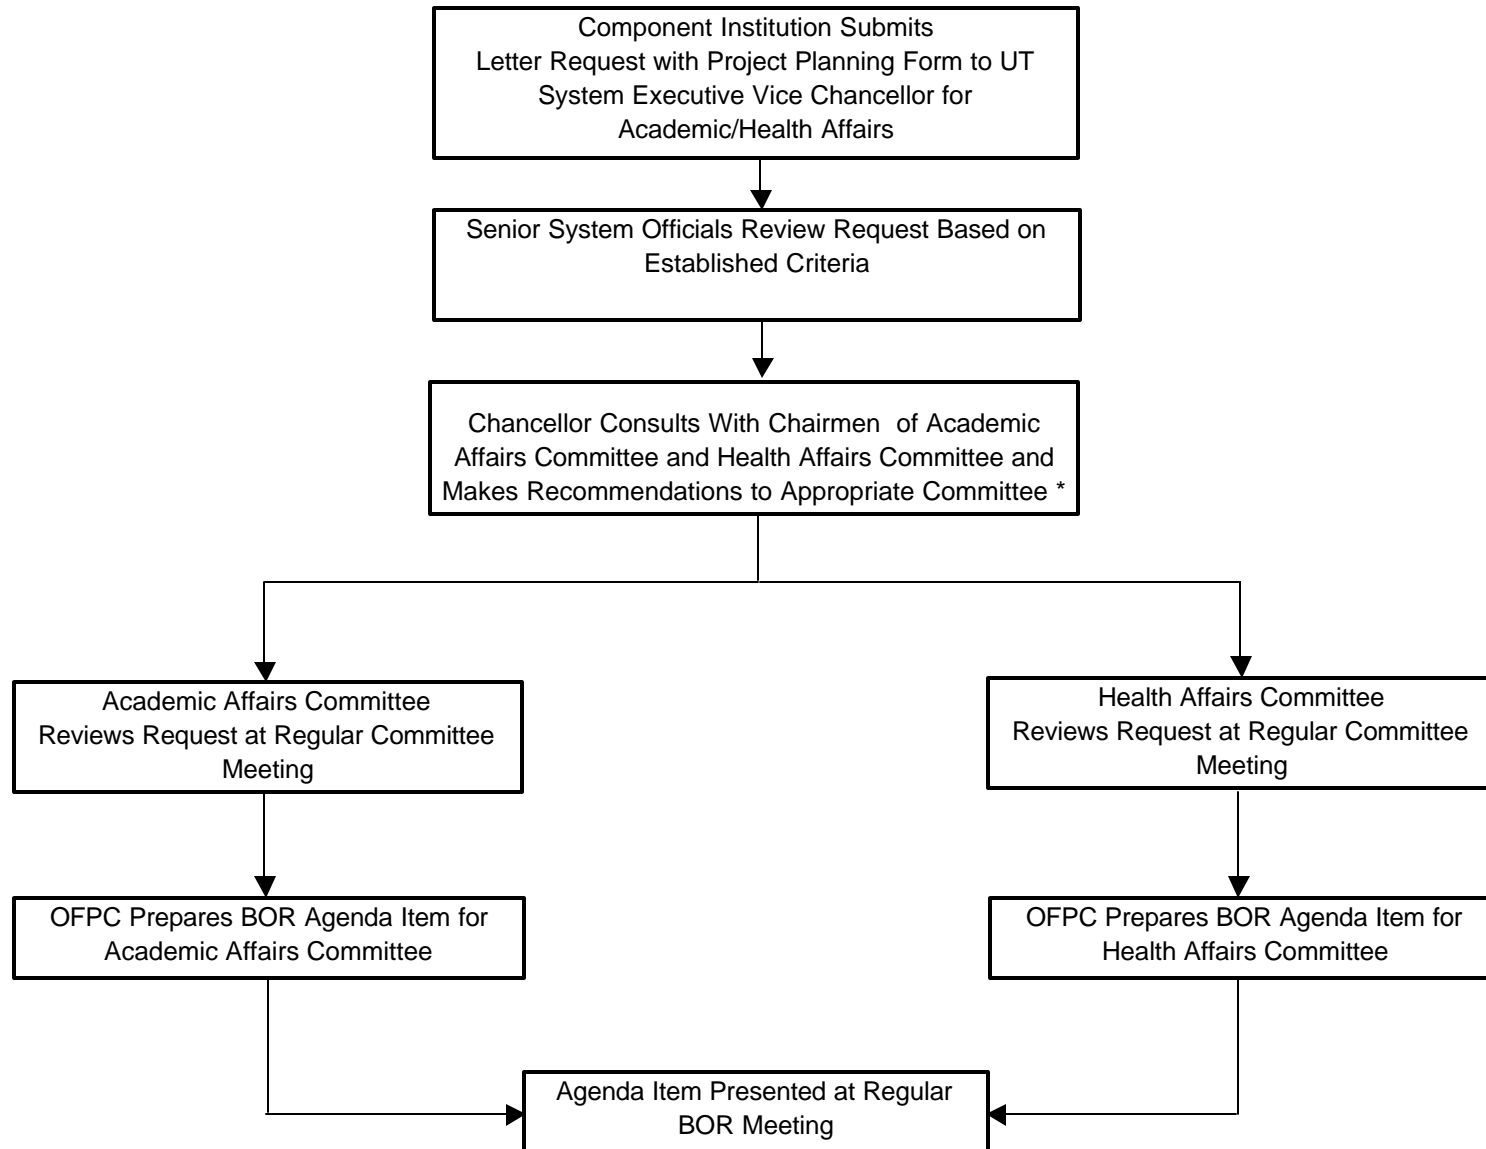 Component Institution Submits
Letter Request with Project Planning Form to UT
System Executive Vice Chancellor for
Academic/Health Affairs
Senior System Officials Review Request Based on
Established Criteria
Chancellor Consults With Chairmen of Academic
Affairs Committee and Health Affairs Committee and
Makes Recommendations to Appropriate Committee *
Academic Affairs Committee
Reviews Request at Regular Committee
Meeting
Health Affairs Committee
Reviews Request at Regular Committee
Meeting
OFPC Prepares BOR Agenda Item for
Academic Affairs Committee
OFPC Prepares BOR Agenda Item for
Health Affairs Committee
Agenda Item Presented at Regular
BOR Meeting